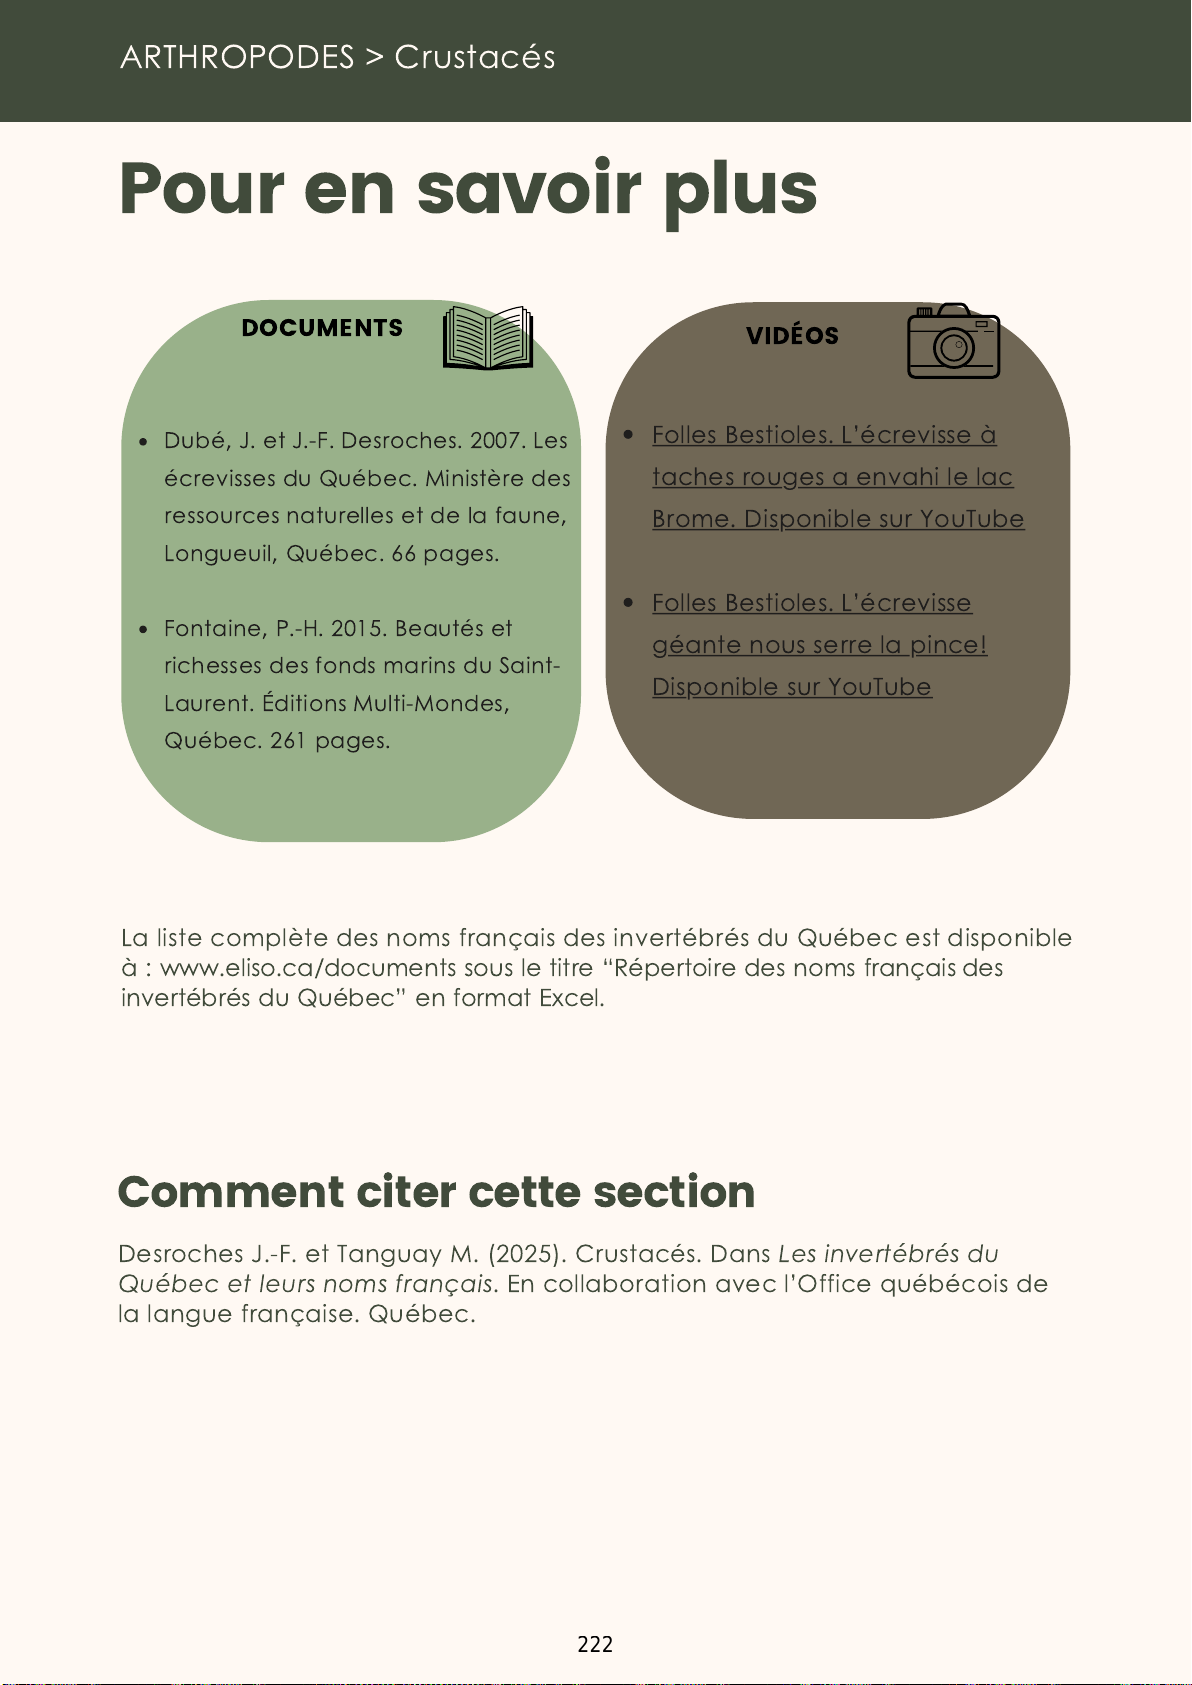 ARTHROPODES > Crustacés
Pour en savoir plus
DOCUMENTS
• Dubé, J. et J.-F. Desroches. 2007. Les
écrevisses du Québec. Ministère des
ressources naturelles et de la faune,
Longueuil, Québec. 66 pages.
• Fontaine, P.-H. 2015. Beautés et
richesses des fonds marins du Saint-
Laurent. Éditions Multi-Mondes,
Québec. 261 pages.
VIDÉOS
• Folles Bestioles. L’écrevisse à
taches rouges a envahi le lac
Brome. Disponible sur YouTube
• Folles Bestioles. L’écrevisse
géante nous serre la pince!
Disponible sur YouTube
La liste complète des noms français des invertébrés du Québec est disponible
à : www.eliso.ca/documents sous le titre “Répertoire des noms français des
invertébrés du Québec” en format Excel.
Comment citer cette section
Desroches J.-F. et Tanguay M. (2025). Crustacés. Dans Les invertébrés du
Québec et leurs noms français. En collaboration avec l’Office québécois de
la langue française. Québec.
222